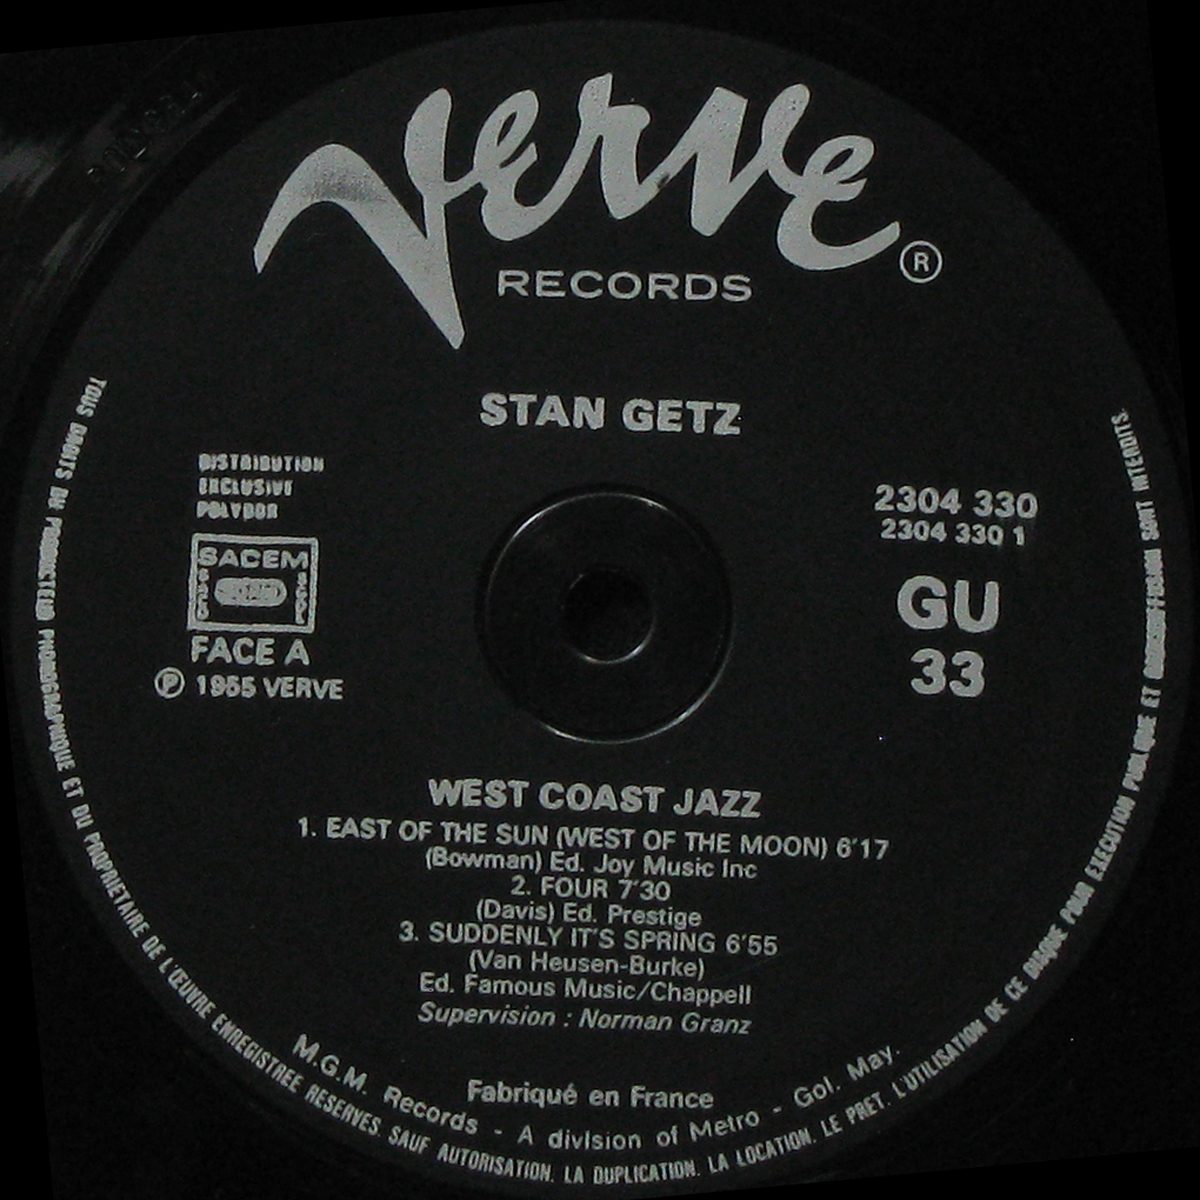 Verve ®
RECORDS
STAN GETZ
DISTRIBUTION
EXCLUSIVE
POLYDOR
SACEM
FACE A
℗ 1955 VERVE
2304 330
2304 330 1
GU
33
WEST COAST JAZZ
1. EAST OF THE SUN (WEST OF THE MOON) 6'17
(Bowman) Ed. Joy Music Inc
2. FOUR 7'30
(Davis) Ed. Prestige
3. SUDDENLY IT'S SPRING 6'55
(Van Heusen-Burke)
Ed. Famous Music/Chappell
Supervision : Norman Granz
Fabriqué en France
M.G.M. Records - A division of Metro - Gol. May.
TOUS DROITS DU PRODUCTEUR PHONOGRAPHIQUE ET DU PROPRIETAIRE DE L'ŒUVRE ENREGISTREE RESERVES. SAUF AUTORISATION. LA DUPLICATION. LA LOCATION. LE PRET. L'UTILISATION DE CE DISQUE POUR EXECUTION PUBLIQUE ET RADIODIFFUSION SONT INTERDITS.